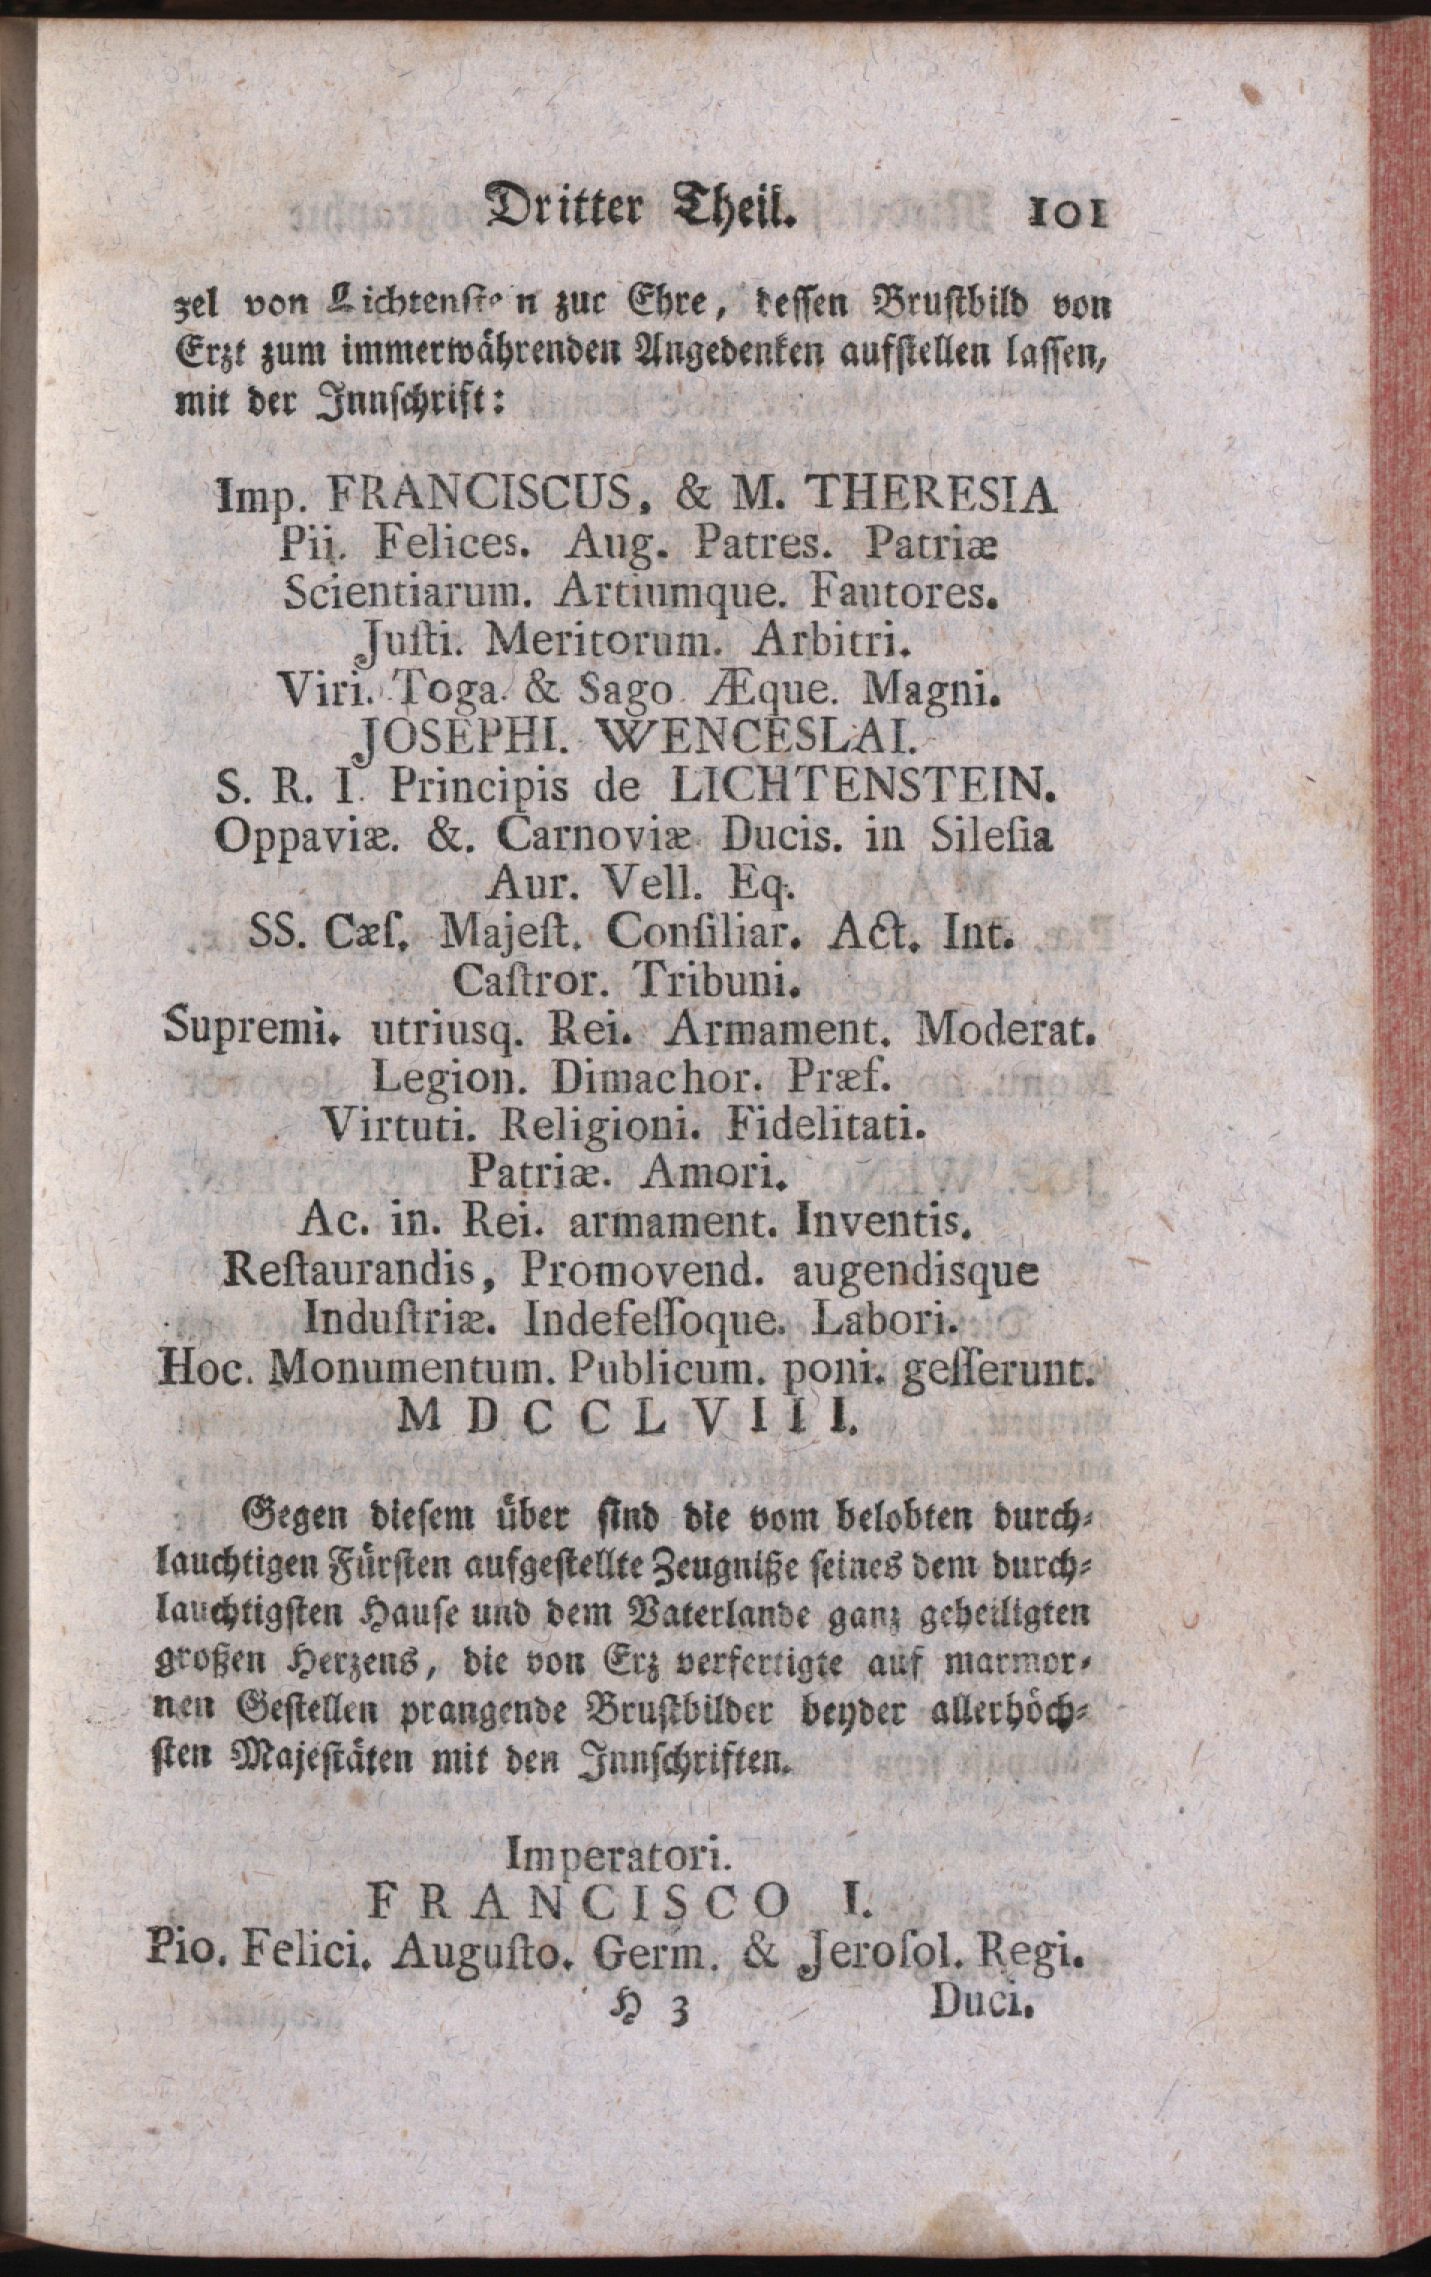 Dritter Theil. 101
zel von Lichtenstein zur Ehre, dessen Brustbild von
Erzt zum immerwährenden Angedenken aufstellen lassen,
mit der Innschrift:
Imp. FRANCISCUS. & M. THERESIA
Pii. Felices. Aug. Patres. Patriæ
Scientiarum. Artiumque. Fautores.
Juſti. Meritorum. Arbitri.
Viri. Toga. & Sago. Æque. Magni.
JOSEPHI. WENCESLAI.
S. R. I. Principis de LICHTENSTEIN.
Oppaviæ. &. Carnoviæ. Ducis. in Sileſia
Aur. Vell. Eq.
SS. Cæſ. Majeſt. Conſiliar. Act. Int.
Caſtror. Tribuni.
Supremi. utriusq. Rei. Armament. Moderat.
Legion. Dimachor. Præf.
Virtuti. Religioni. Fidelitati.
Patriæ. Amori.
Ac. in. Rei. armament. Inventis.
Reſtaurandis, Promovend. augendisque
Induſtriæ. Indefeſſoque. Labori.
Hoc. Monumentum. Publicum. poni. geſſerunt.
M D C C L V I I I.
Gegen dieſem über ſind die vom belobten durch-
lauchtigen Fürſten aufgeſtellte Zeugniße ſeines dem durch-
lauchtigſten Hauſe und dem Vaterlande ganz geheiligten
großen Herzens, die von Erz verfertigte auf marmor-
nen Geſtellen prangende Bruſtbilder beyder allerhöch-
ſten Majeſtäten mit den Innſchriften.
Imperatori.
F R A N C I S C O I.
Pio. Felici. Auguſto. Germ. & Jeroſol. Regi.
H 3 Duci.